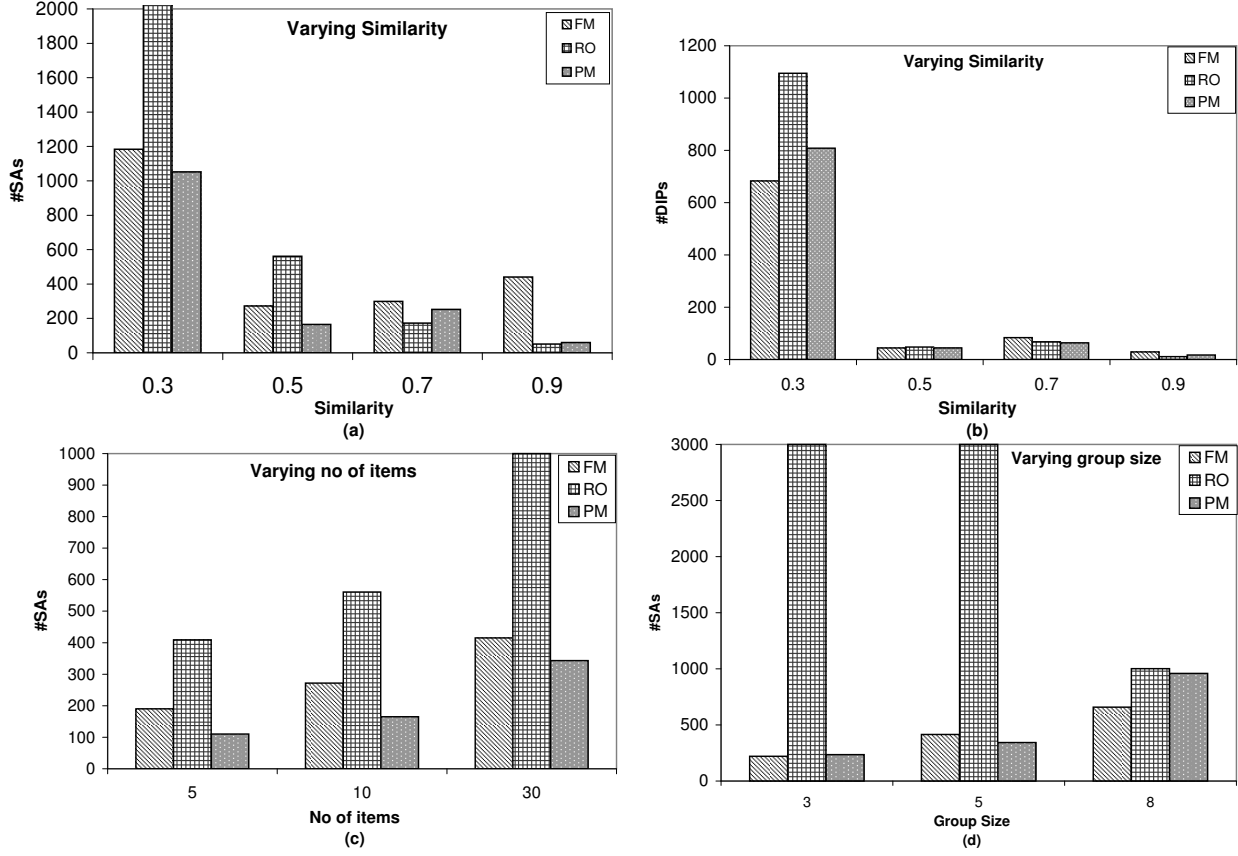 Varying Similarity
FM
RO
PM
2000
1800
1600
1400
1200
1000
800
600
400
200
0
#SAs
0.3 0.5 0.7 0.9
Similarity
(a)
Varying Similarity
FM
RO
PM
1200
1000
800
600
400
200
0
#DIPs
0.3 0.5 0.7 0.9
Similarity
(b)
Varying no of items
FM
RO
PM
1000
900
800
700
600
500
400
300
200
100
0
#SAs
5 10 30
No of items
(c)
Varying group size
FM
RO
PM
3000
2500
2000
1500
1000
500
0
#SAs
3 5 8
Group Size
(d)